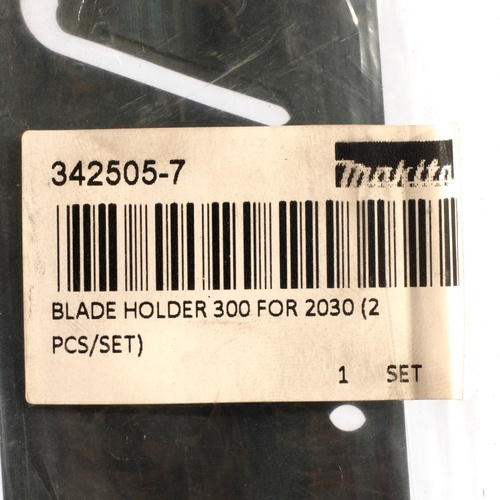 342505-7
makita
BLADE HOLDER 300 FOR 2030 (2
PCS/SET)
1 SET